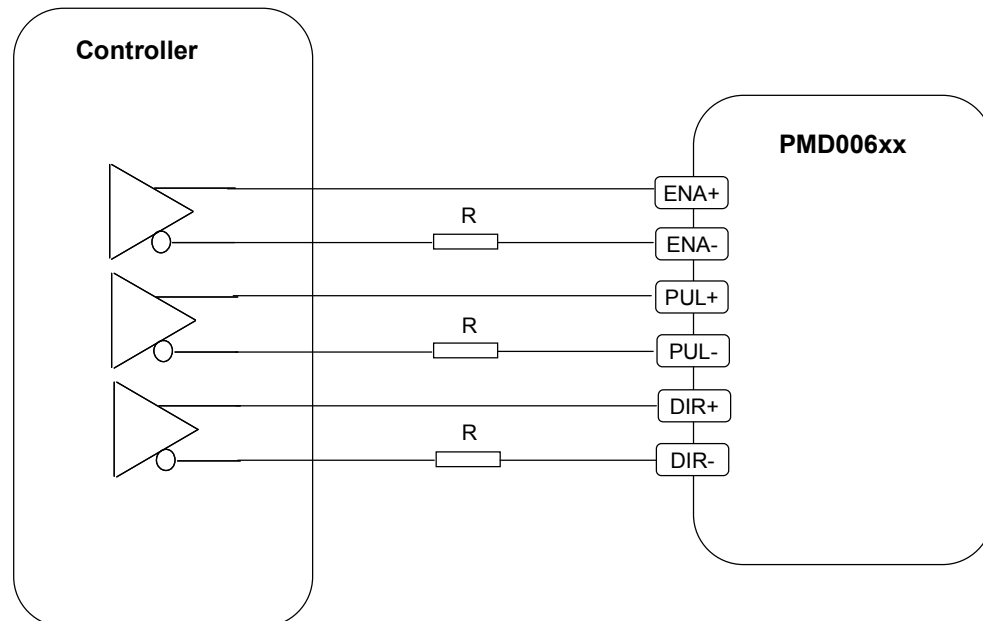 Controller
PMD006xx
ENA+
R
ENA-
PUL+
R
PUL-
DIR+
R
DIR-